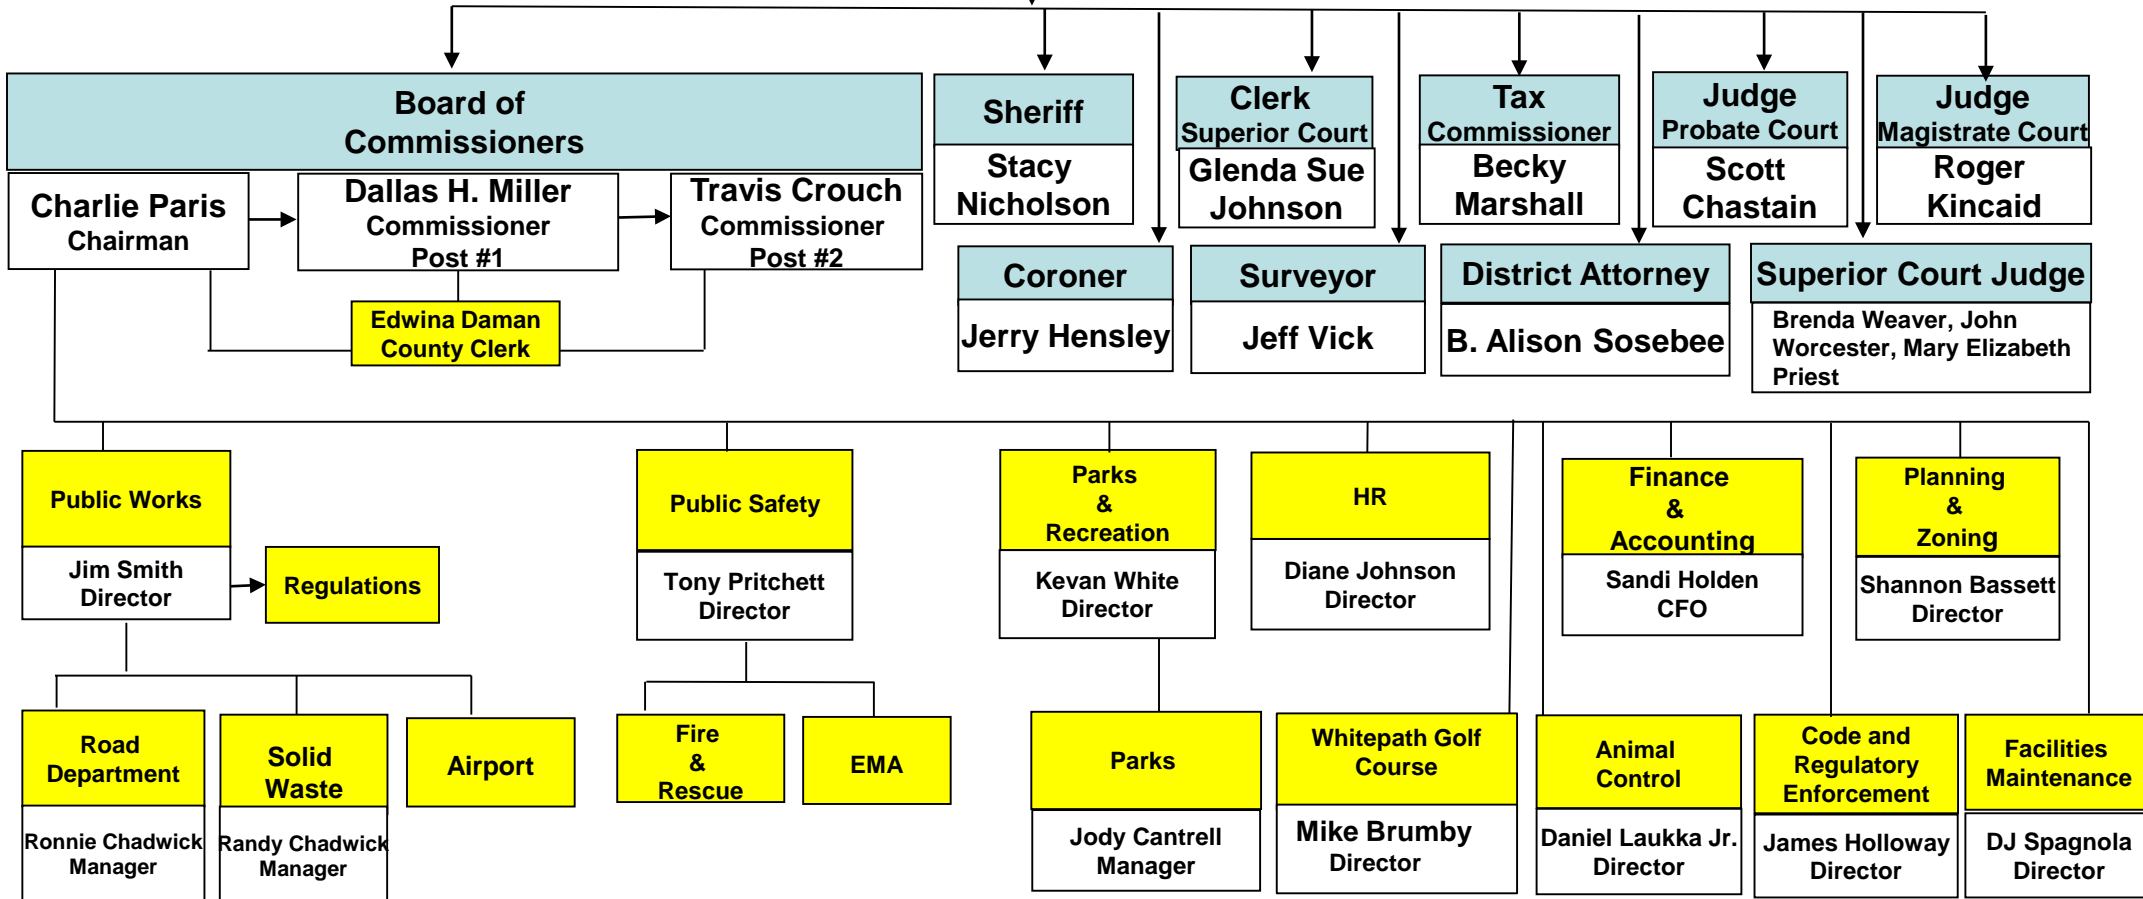 Board of
Commissioners
Charlie Paris
Chairman
Dallas H. Miller
Commissioner
Post #1
Travis Crouch
Commissioner
Post #2
Edwina Daman
County Clerk
Sheriff
Stacy
Nicholson
Clerk
Superior Court
Glenda Sue
Johnson
Tax
Commissioner
Becky
Marshall
Judge
Probate Court
Scott
Chastain
Judge
Magistrate Court
Roger
Kincaid
Coroner
Jerry Hensley
Surveyor
Jeff Vick
District Attorney
B. Alison Sosebee
Superior Court Judge
Brenda Weaver, John
Worcester, Mary Elizabeth
Priest
Public Works
Jim Smith
Director
Regulations
Public Safety
Tony Pritchett
Director
Parks
&
Recreation
Kevan White
Director
HR
Diane Johnson
Director
Finance
&
Accounting
Sandi Holden
CFO
Planning
&
Zoning
Shannon Bassett
Director
Road
Department
Ronnie Chadwick
Manager
Solid
Waste
Randy Chadwick
Manager
Airport
Fire
&
Rescue
EMA
Parks
Jody Cantrell
Manager
Whitepath Golf
Course
Mike Brumby
Director
Animal
Control
Daniel Laukka Jr.
Director
Code and
Regulatory
Enforcement
James Holloway
Director
Facilities
Maintenance
DJ Spagnola
Director